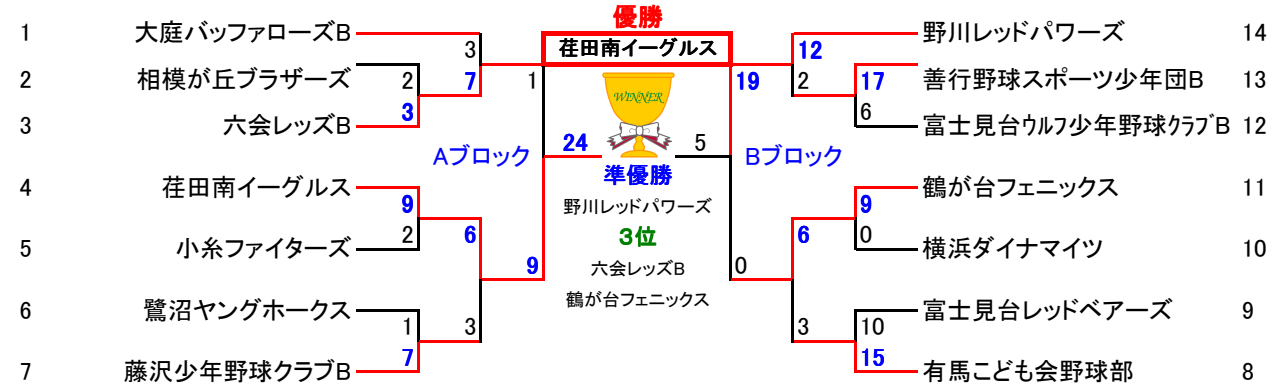 優勝
1 大庭バッファローズB 3 荏田南イーグルス 12 野川レッドパワーズ 14
2 相模が丘ブラザーズ 2 7 1 WINNER 19 2 17 善行野球スポーツ少年団B 13
3 六会レッズB 3 6 富士見台ウルフ少年野球クラブB 12
Aブロック 24 5 Bブロック
準優勝
4 荏田南イーグルス 9 野川レッドパワーズ 9 鶴が台フェニックス 11
5 小糸ファイターズ 2 6 3位 6 0 横浜ダイナマイツ 10
9 六会レッズB 0
鶴が台フェニックス
6 鷺沼ヤングホークス 1 3 3 10 富士見台レッドベアーズ 9
7 藤沢少年野球クラブB 7 15 有馬こども会野球部 8